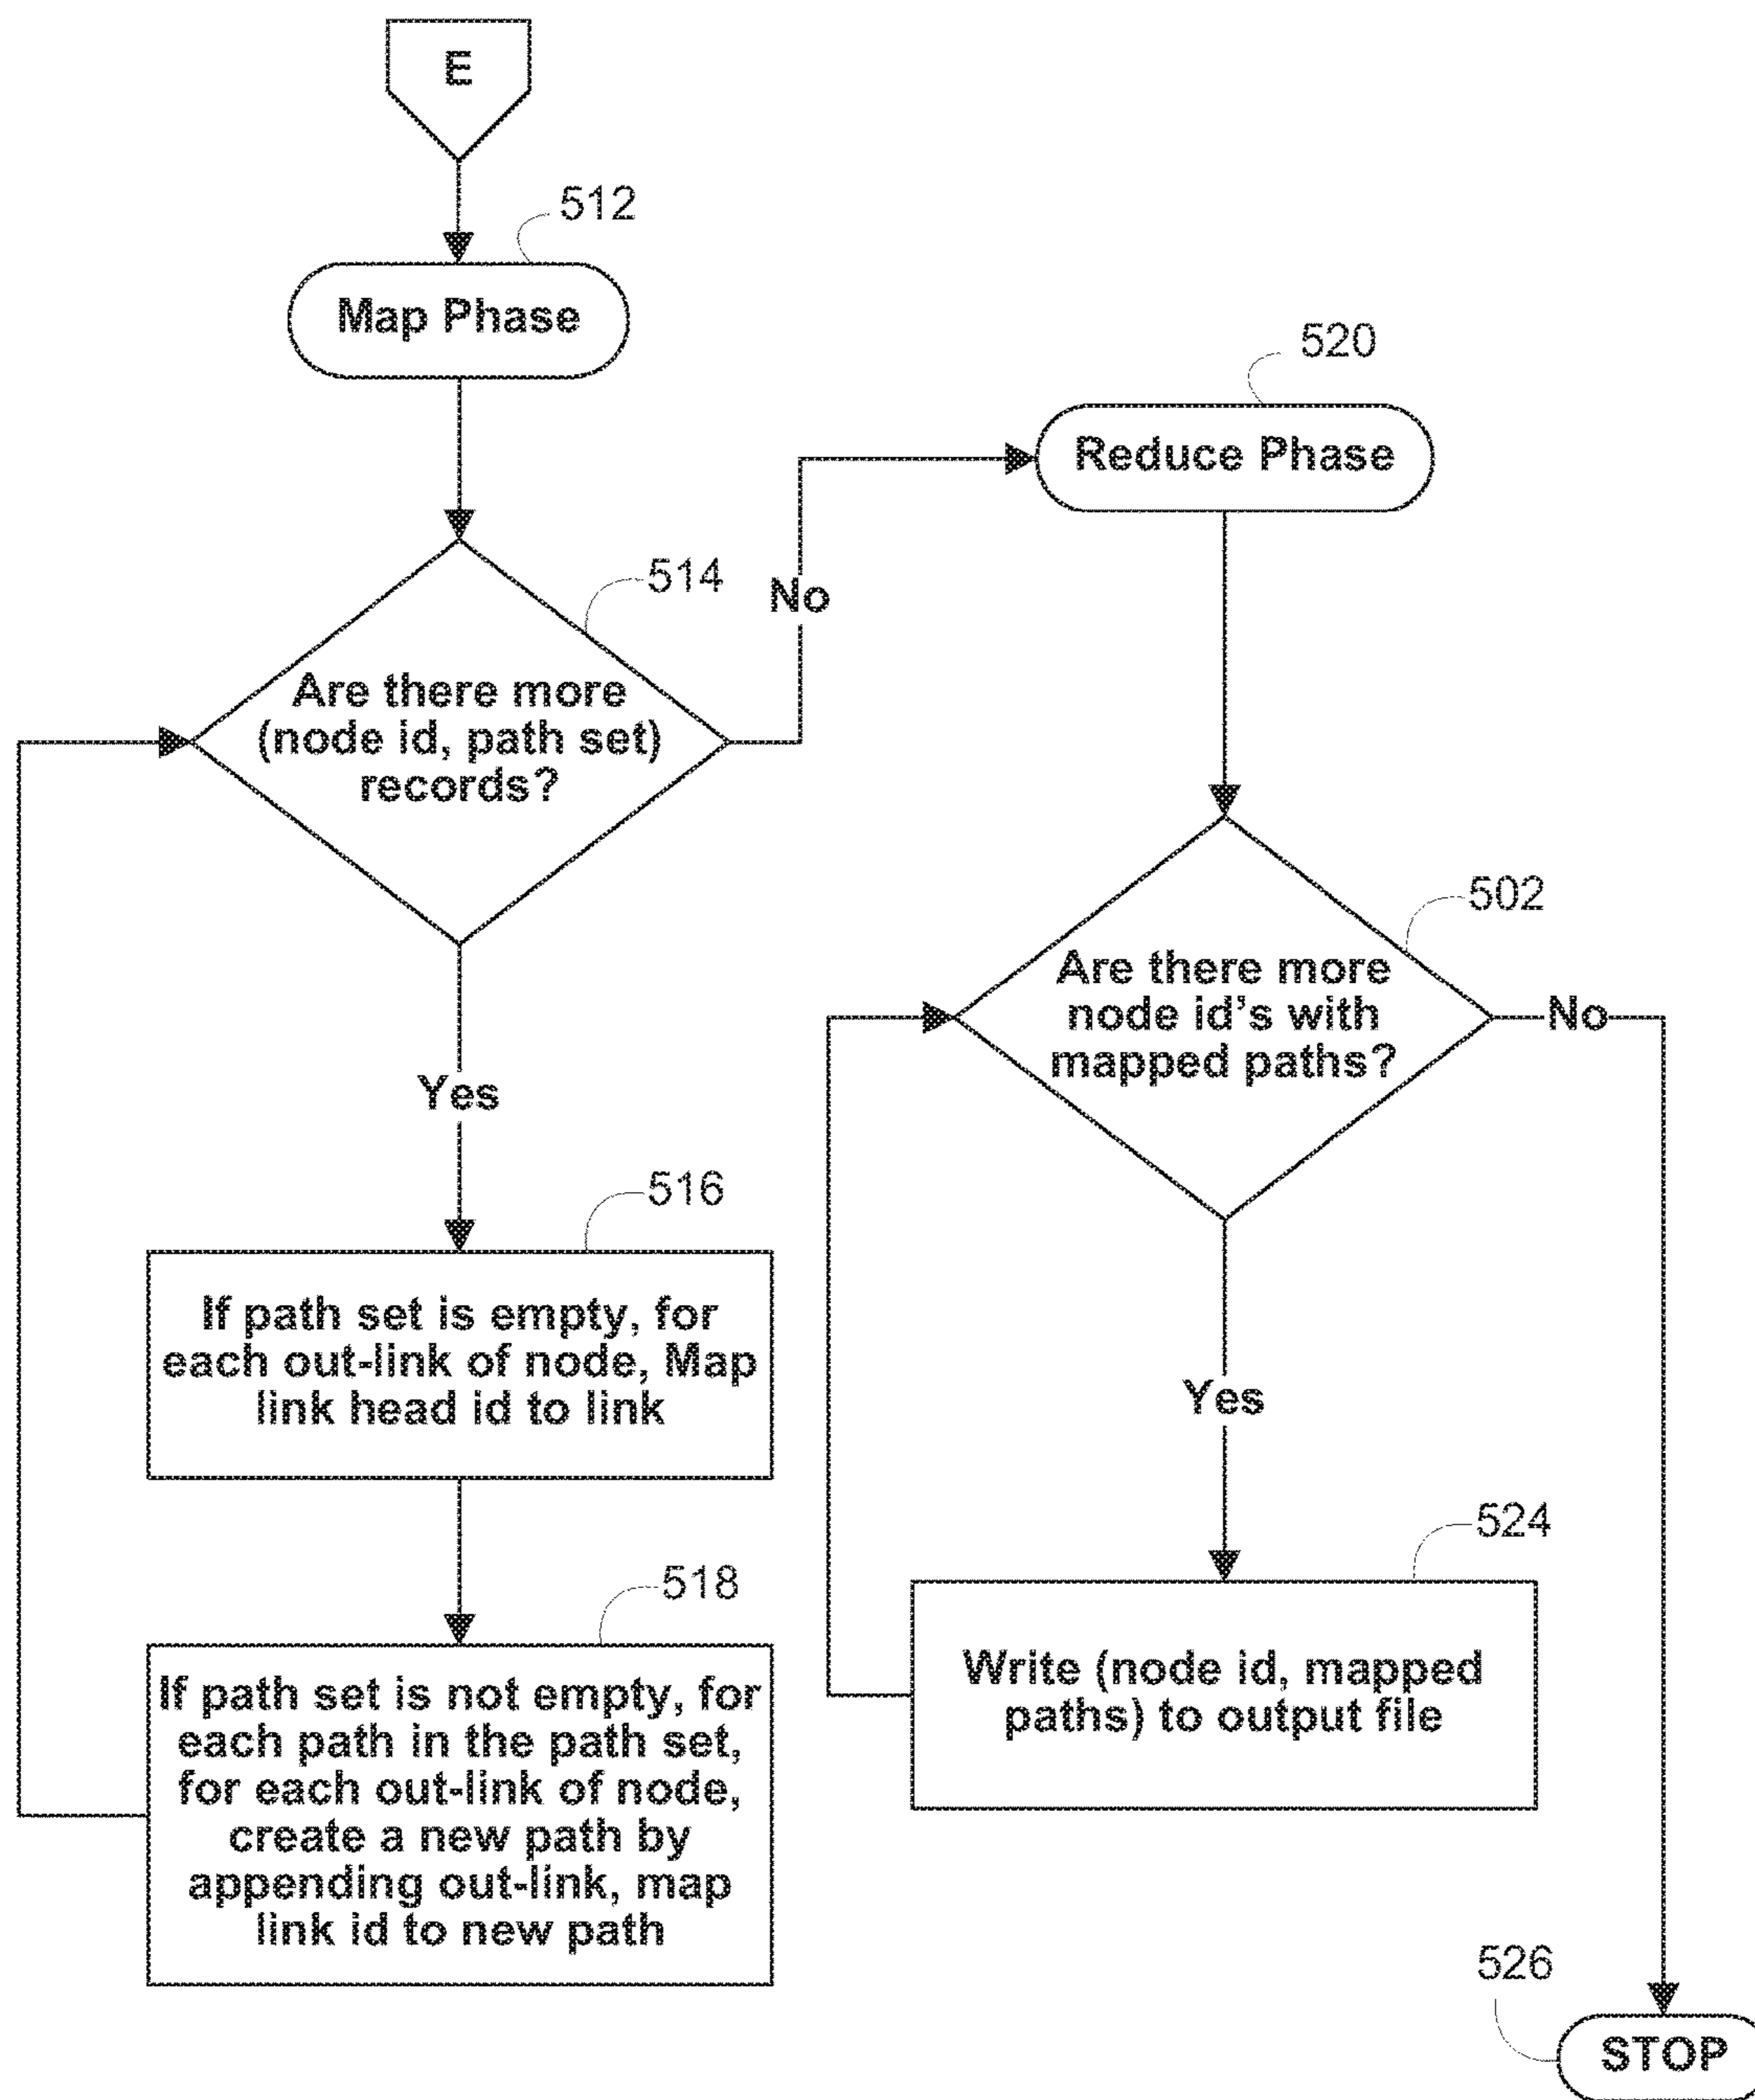 E
512
Map Phase
520
Reduce Phase
514
No
Are there more
(node id, path set)
records?
502
Are there more
node id's with
mapped paths?
No
Yes
516
If path set is empty, for
each out-link of node, Map
link head id to link
Yes
524
518
If path set is not empty, for
each path in the path set,
for each out-link of node,
create a new path by
appending out-link, map
link id to new path
Write (node id, mapped
paths) to output file
526
STOP